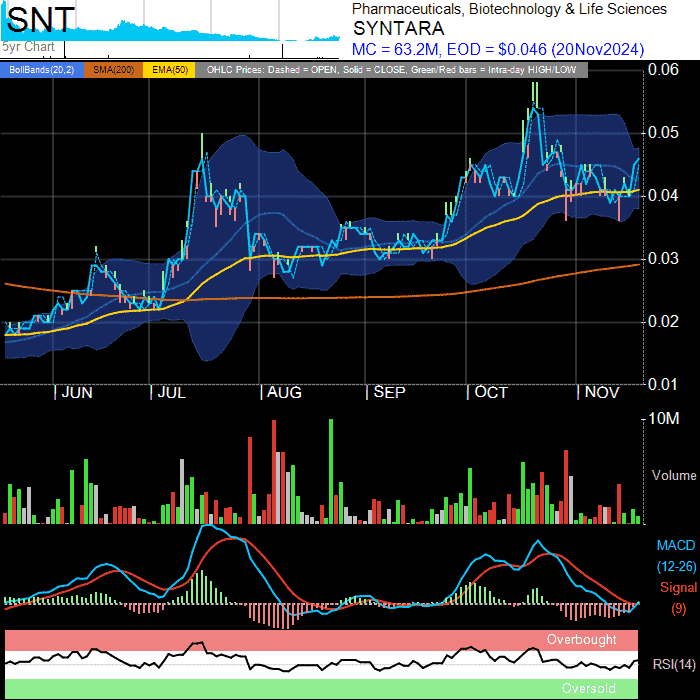 SNT
5yr Chart
Pharmaceuticals, Biotechnology & Life Sciences
SYNTARA
MC = 63.2M, EOD = $0.046 (20Nov2024)
BollBands(20,2) SMA(200) EMA(50) OHLC Prices: Dashed = OPEN, Solid = CLOSE, Green/Red bars = Intra-day HIGH/LOW
0.06
0.05
0.04
0.03
0.02
0.01
JUN JUL AUG SEP OCT NOV
10M
Volume
MACD
(12-26)
Signal
(9)
Overbought
RSI(14)
Oversold